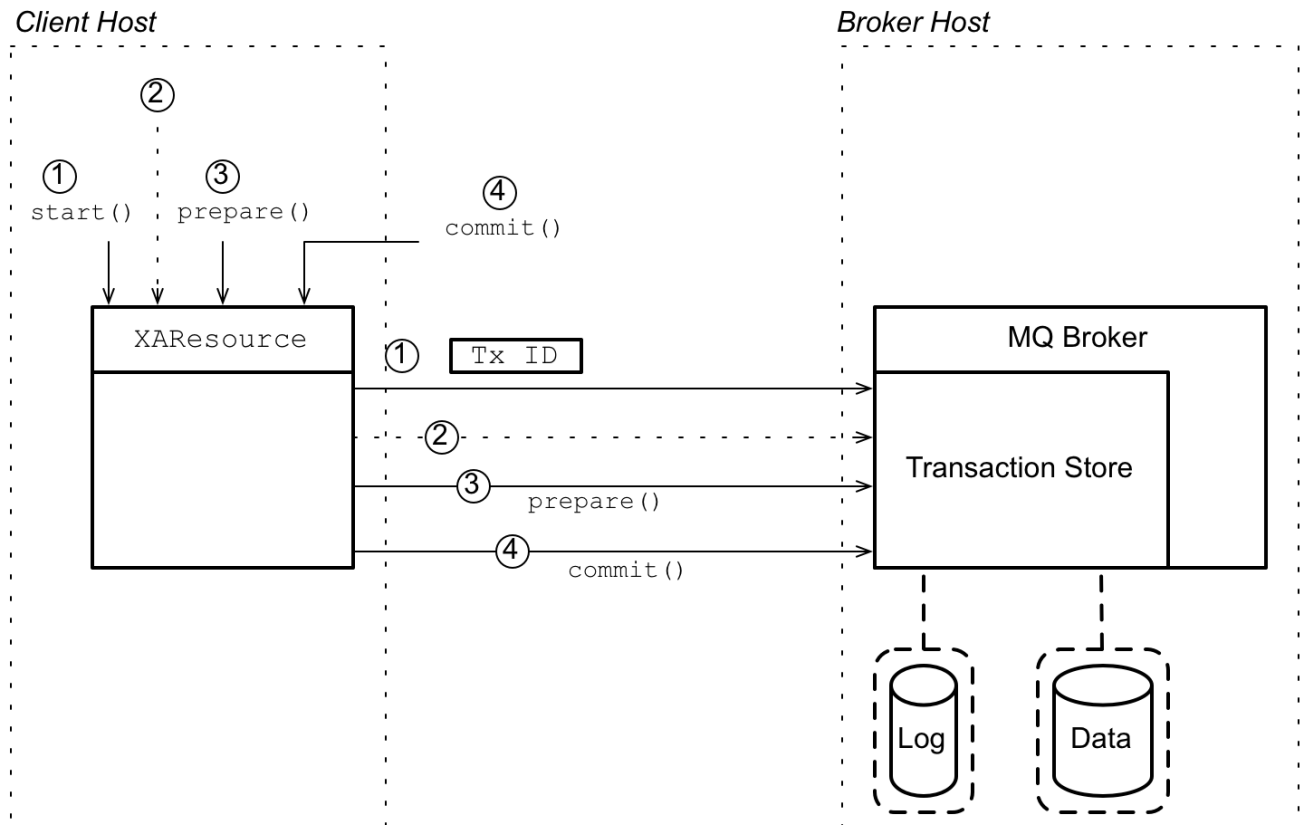 Client Host
Broker Host
2
1
3
4
start()
prepare()
commit()
XAResource
MQ Broker
1
Tx ID
2
Transaction Store
3
prepare()
4
commit()
Log
Data